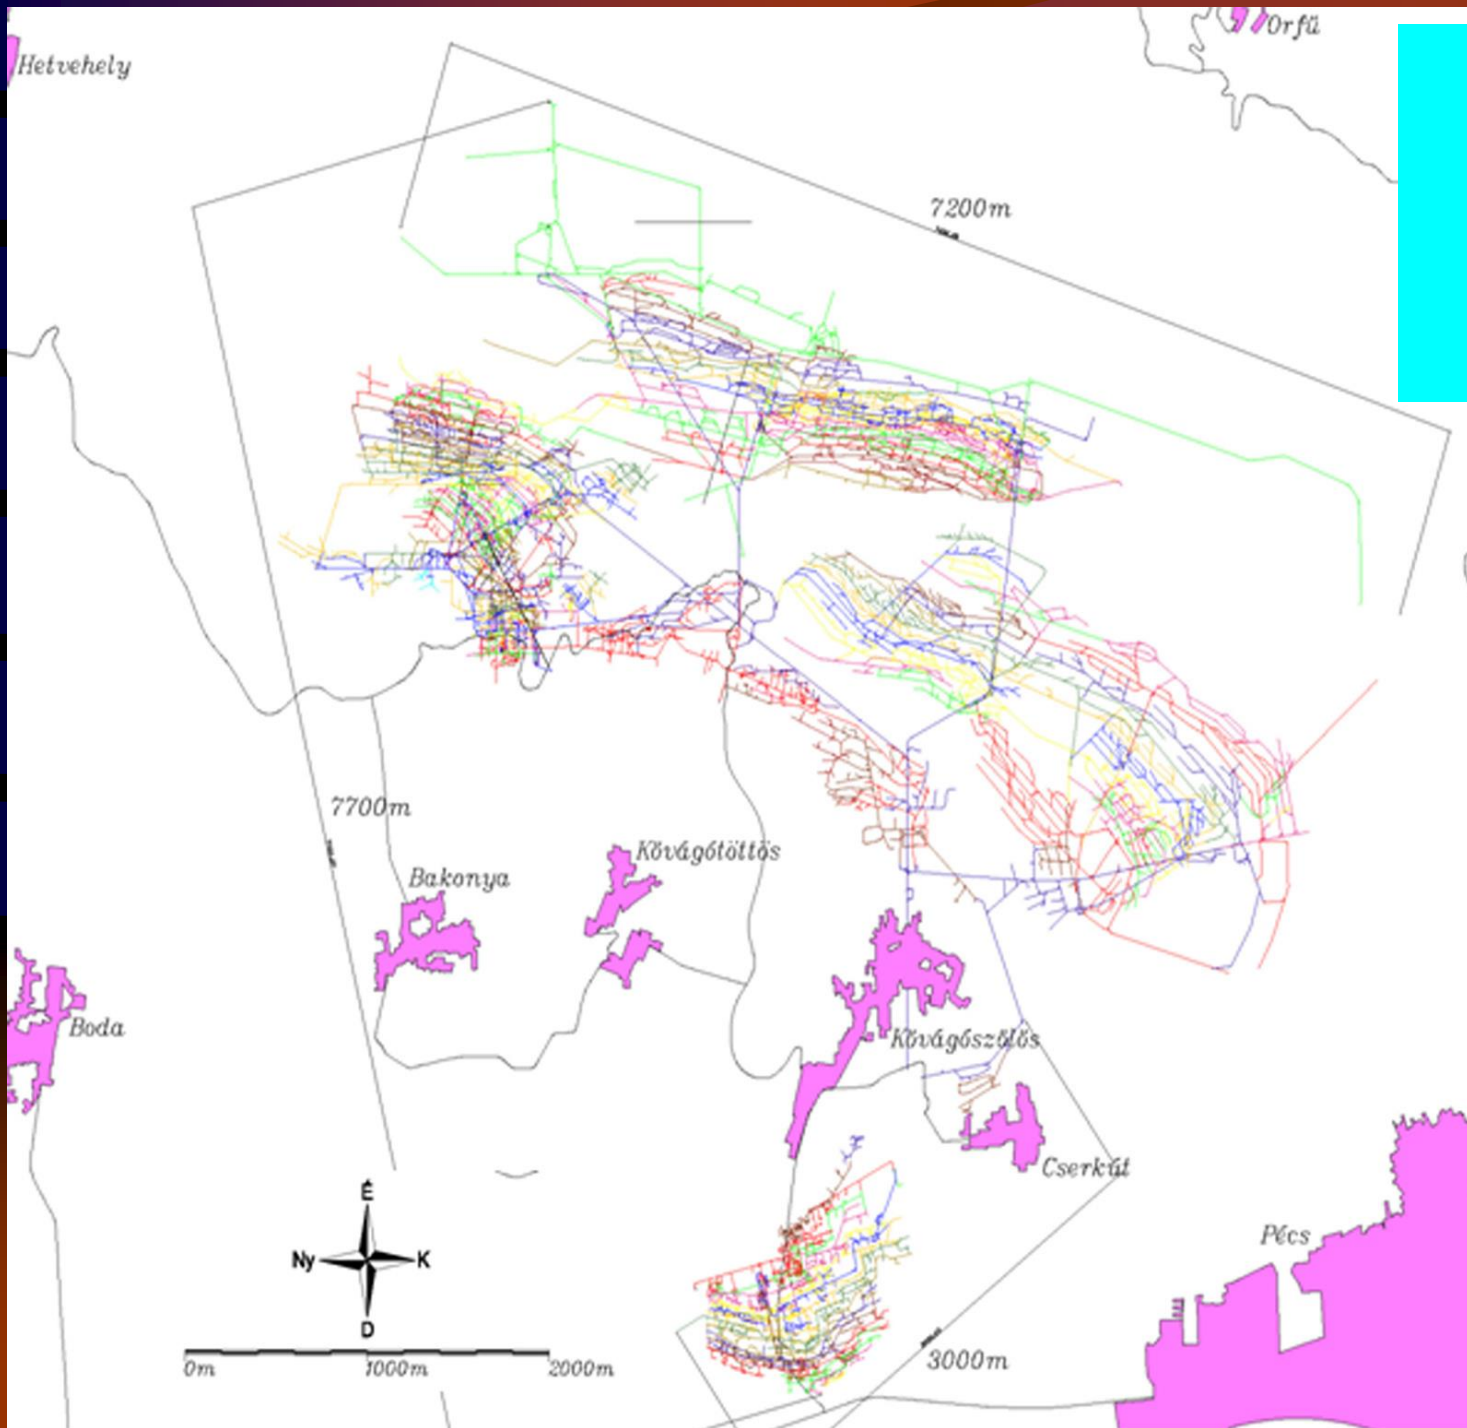 Orfű
Hetvehely
7200m
7700m
Kővágótöttös
Bakonya
Boda
Kővágószőlős
Cserkút
É
Ny
K
D
Pécs
0m
1000m
2000m
3000m